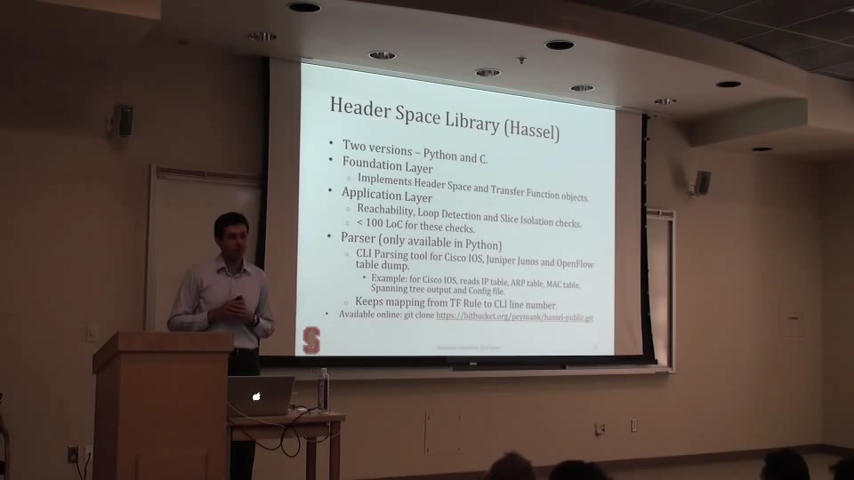 Header Space Library (Hassel)
• Two versions – Python and C.
• Foundation Layer
▫ Implements Header Space and Transfer Function objects.
• Application Layer
▫ Reachability, Loop Detection and Slice Isolation checks.
▫ < 100 LoC for these checks.
• Parser (only available in Python)
▫ CLI Parsing tool for Cisco IOS, Juniper Junos and OpenFlow
table dump.
• Example: for Cisco IOS, reads IP table, ARP table, MAC table,
Spanning tree output and Config file.
▫ Keeps mapping from TF Rule to CLI line number.
• Available online: git clone https://bitbucket.org/peymank/hassel-public.git
S